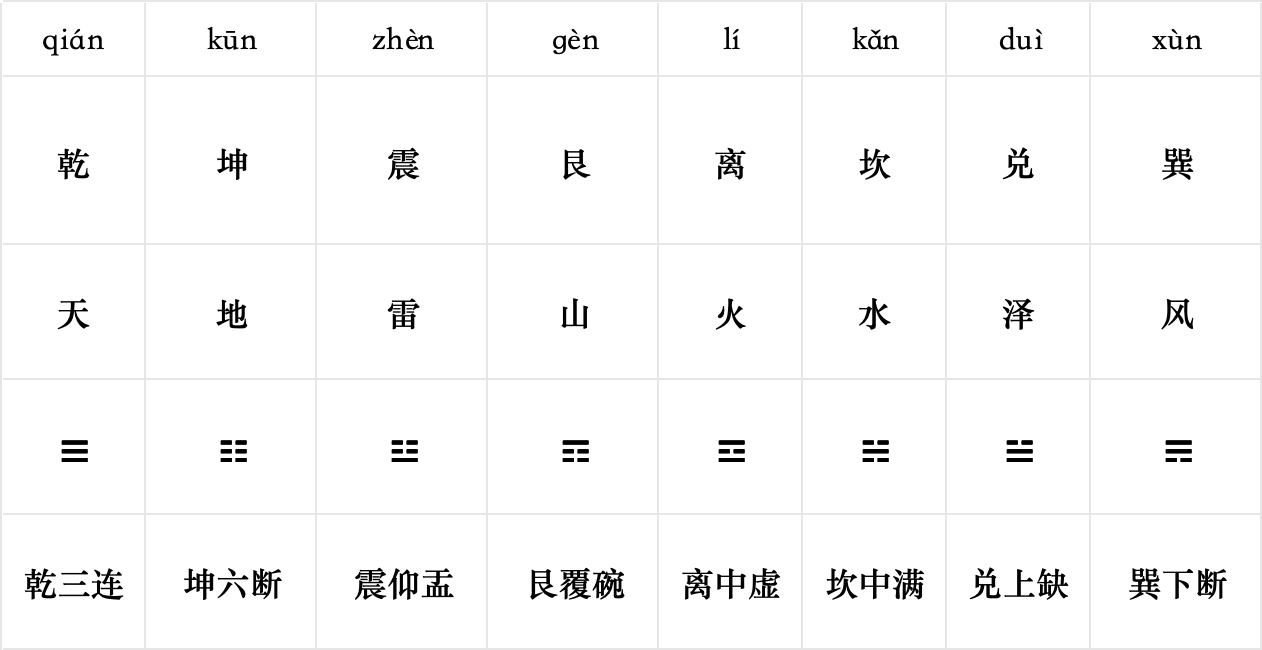 qián kūn zhèn gèn lí kǎn duì xùn
乾 坤 震 艮 离 坎 兑 巽
天 地 雷 山 火 水 泽 风
☰ ☷ ☳ ☶ ☲ ☵ ☱ ☴
乾三连 坤六断 震仰盂 艮覆碗 离中虚 坎中满 兑上缺 巽下断